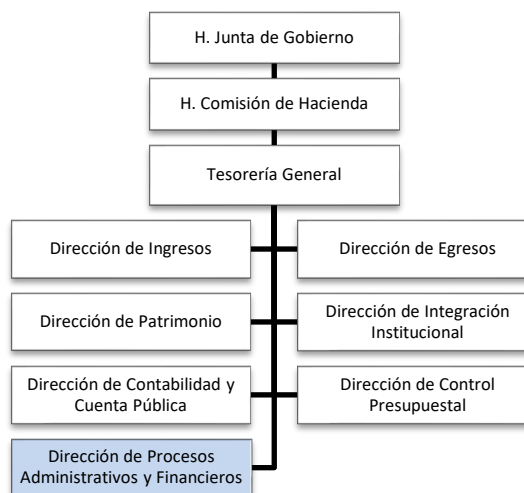 H. Junta de Gobierno
H. Comisión de Hacienda
Tesorería General
Dirección de Ingresos
Dirección de Egresos
Dirección de Patrimonio
Dirección de Integración
Institucional
Dirección de Contabilidad y
Cuenta Pública
Dirección de Control
Presupuestal
Dirección de Procesos
Administrativos y Financieros